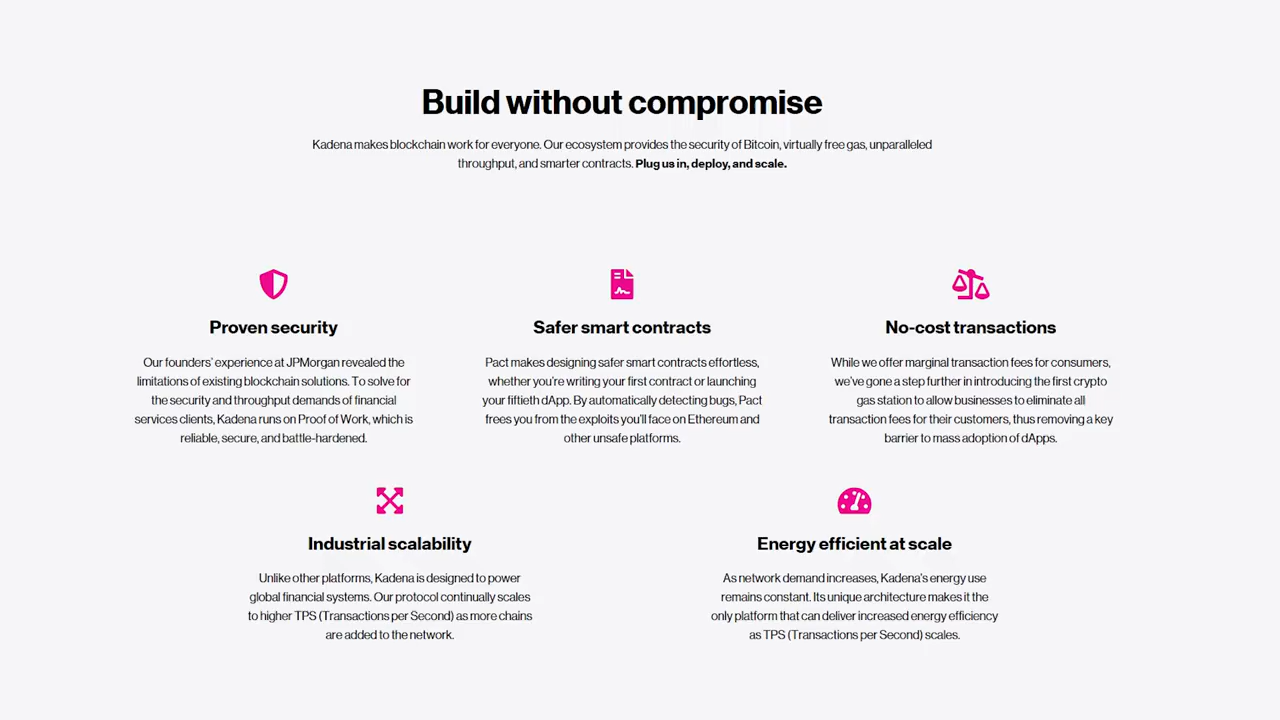 Build without compromise
Kadena makes blockchain work for everyone. Our ecosystem provides the security of Bitcoin, virtually free gas, unparalleled
throughput, and smarter contracts. Plug us in, deploy, and scale.
Proven security
Our founders' experience at JPMorgan revealed the
limitations of existing blockchain solutions. To solve for
the security and throughput demands of financial
services clients, Kadena runs on Proof of Work, which is
reliable, secure, and battle-hardened.
Safer smart contracts
Pact makes designing safer smart contracts effortless,
whether you're writing your first contract or launching
your fiftieth dApp. By automatically detecting bugs, Pact
frees you from the exploits you'll face on Ethereum and
other unsafe platforms.
No-cost transactions
While we offer marginal transaction fees for consumers,
we've gone a step further in introducing the first crypto
gas station to allow businesses to eliminate all
transaction fees for their customers, thus removing a key
barrier to mass adoption of dApps.
Industrial scalability
Unlike other platforms, Kadena is designed to power
global financial systems. Our protocol continually scales
to higher TPS (Transactions per Second) as more chains
are added to the network.
Energy efficient at scale
As network demand increases, Kadena's energy use
remains constant. Its unique architecture makes it the
only platform that can deliver increased energy efficiency
as TPS (Transactions per Second) scales.